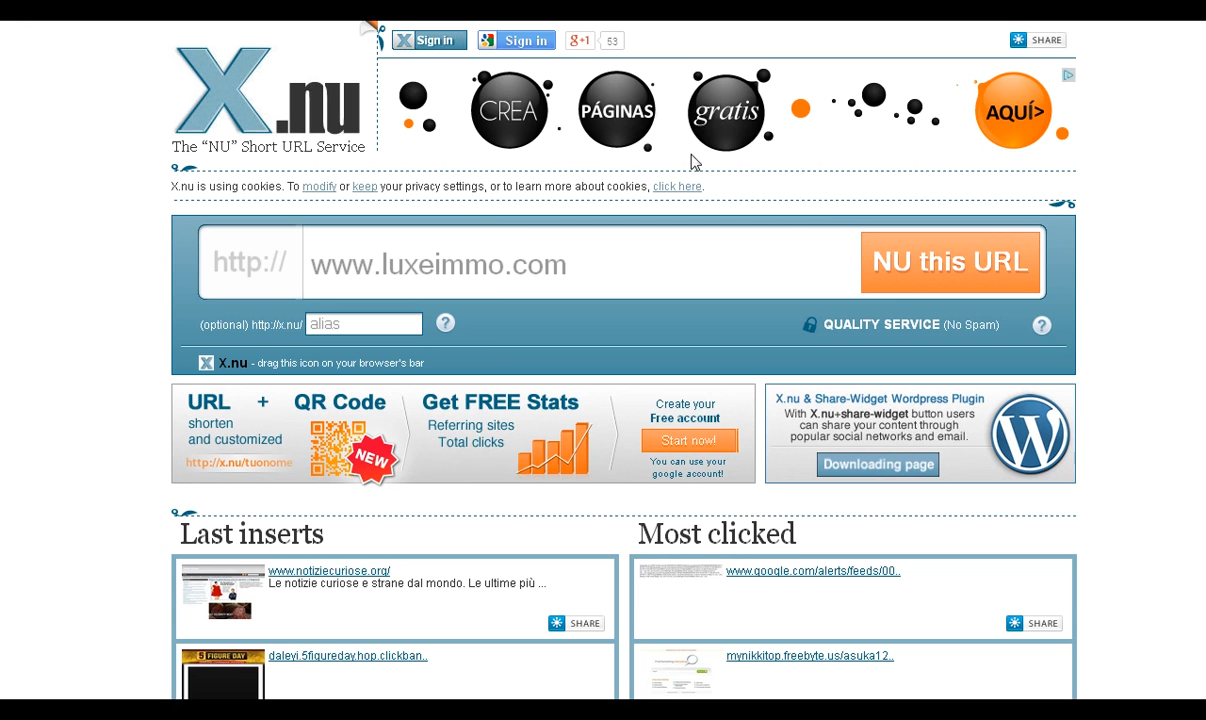 X.nu
The "NU" Short URL Service
Sign in
Sign in
g+1
53
SHARE
CREA PÁGINAS gratis AQUÍ>
X.nu is using cookies. To modify or keep your privacy settings, or to learn more about cookies, click here.
http:// www.luxeimmo.com
NU this URL
(optional) http://x.nu/ alias ?
QUALITY SERVICE (No Spam) ?
X.nu - drag this icon on your browser's bar
URL + QR Code
shorten
and customized
http://x.nu/tuonome
NEW
Get FREE Stats
Referring sites
Total clicks
Create your
Free account
Start now!
You can use your
google account!
X.nu & Share-Widget Wordpress Plugin
With X.nu+share-widget button users
can share your content through
popular social networks and email.
Downloading page
Last inserts
www.notiziecuriose.org/
Le notizie curiose e strane dal mondo. Le ultime più ...
SHARE
5 FIGURE DAY
daleyi.5figureday.hop.clickban..
Most clicked
www.google.com/alerts/feeds/00..
SHARE
mynikkitop.freebyte.us/asuka12..